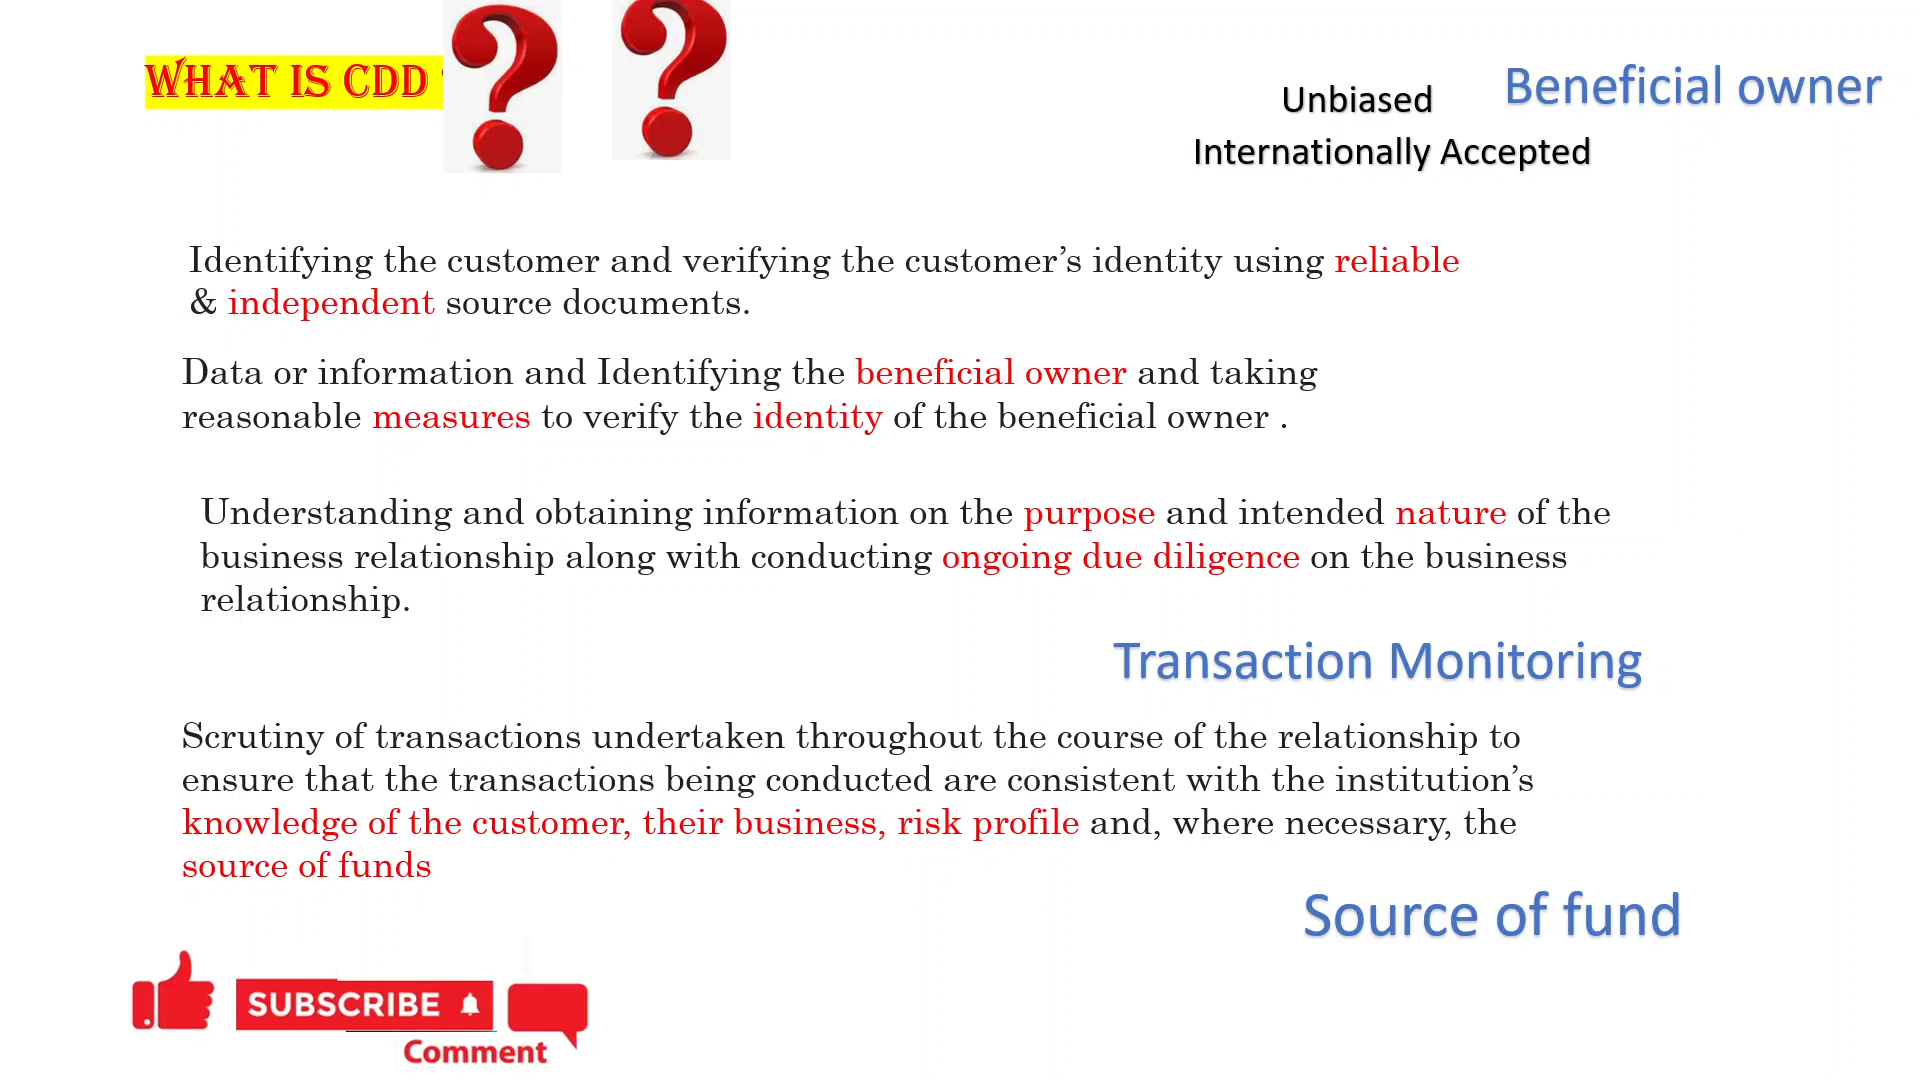 WHAT IS CDD ?
Unbiased
Beneficial owner
Internationally Accepted
Identifying the customer and verifying the customer’s identity using reliable
& independent source documents.
Data or information and Identifying the beneficial owner and taking
reasonable measures to verify the identity of the beneficial owner .
Understanding and obtaining information on the purpose and intended nature of the
business relationship along with conducting ongoing due diligence on the business
relationship.
Transaction Monitoring
Scrutiny of transactions undertaken throughout the course of the relationship to
ensure that the transactions being conducted are consistent with the institution’s
knowledge of the customer, their business, risk profile and, where necessary, the
source of funds
Source of fund
SUBSCRIBE
Comment